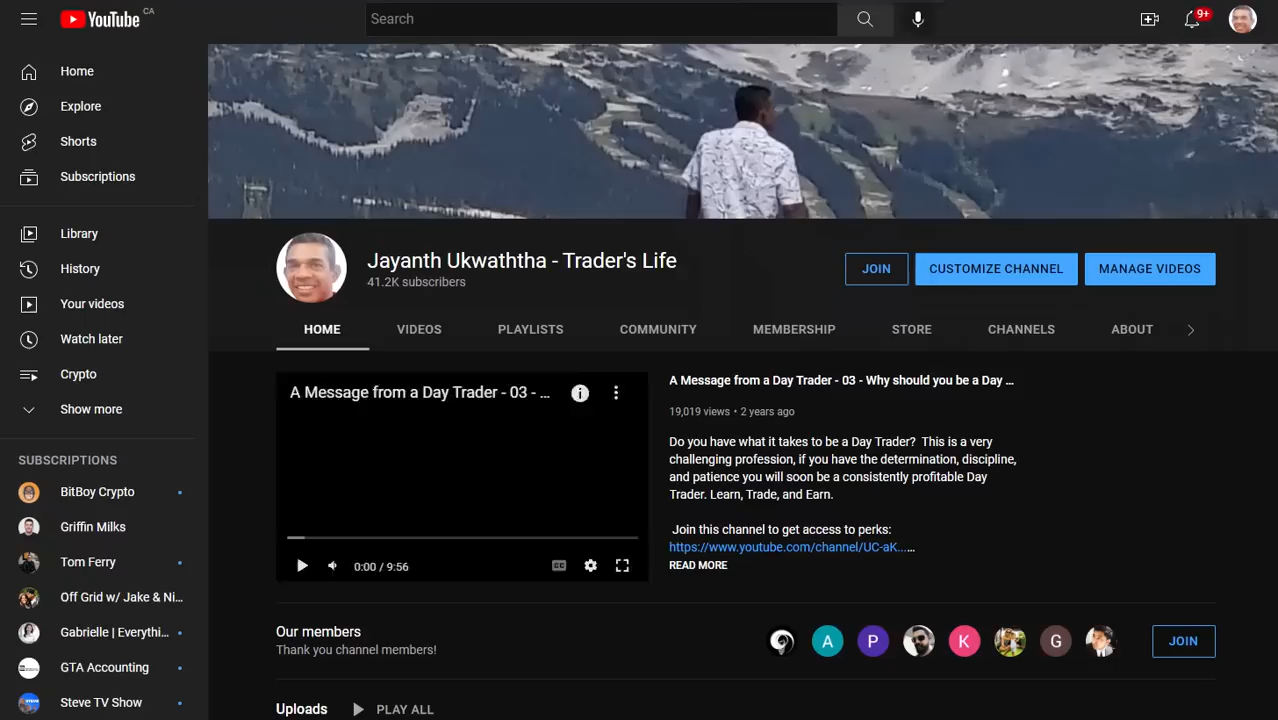 YouTube CA
Search
9+
Home
Explore
Shorts
Subscriptions
Library
History
Your videos
Watch later
Crypto
Show more
SUBSCRIPTIONS
BitBoy Crypto
Griffin Milks
Tom Ferry
Off Grid w/ Jake & Ni...
Gabrielle | Everythi...
GTA Accounting
Steve TV Show
Jayanth Ukwaththa - Trader's Life
41.2K subscribers
JOIN
CUSTOMIZE CHANNEL
MANAGE VIDEOS
HOME
VIDEOS
PLAYLISTS
COMMUNITY
MEMBERSHIP
STORE
CHANNELS
ABOUT
A Message from a Day Trader - 03 - ...
0:00 / 9:56
A Message from a Day Trader - 03 - Why should you be a Day ...
19,019 views • 2 years ago
Do you have what it takes to be a Day Trader? This is a very
challenging profession, if you have the determination, discipline,
and patience you will soon be a consistently profitable Day
Trader. Learn, Trade, and Earn.
Join this channel to get access to perks:
https://www.youtube.com/channel/UC-aK......
READ MORE
Our members
Thank you channel members!
A
P
K
G
JOIN
Uploads
PLAY ALL